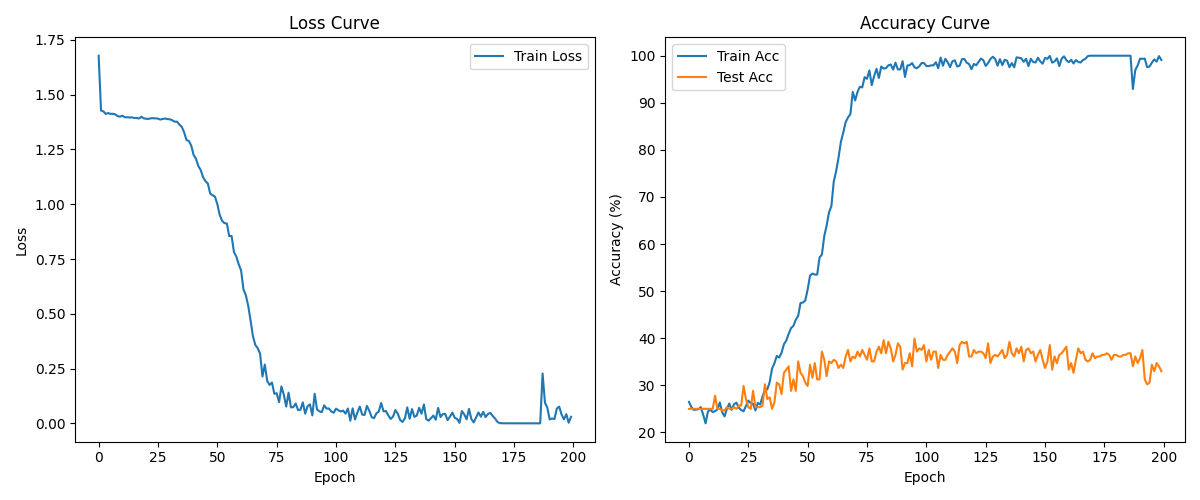 Loss Curve
Train Loss
Loss
1.75
1.50
1.25
1.00
0.75
0.50
0.25
0.00
0 25 50 75 100 125 150 175 200
Epoch
Accuracy Curve
Train Acc
Test Acc
Accuracy (%)
100
90
80
70
60
50
40
30
20
0 25 50 75 100 125 150 175 200
Epoch